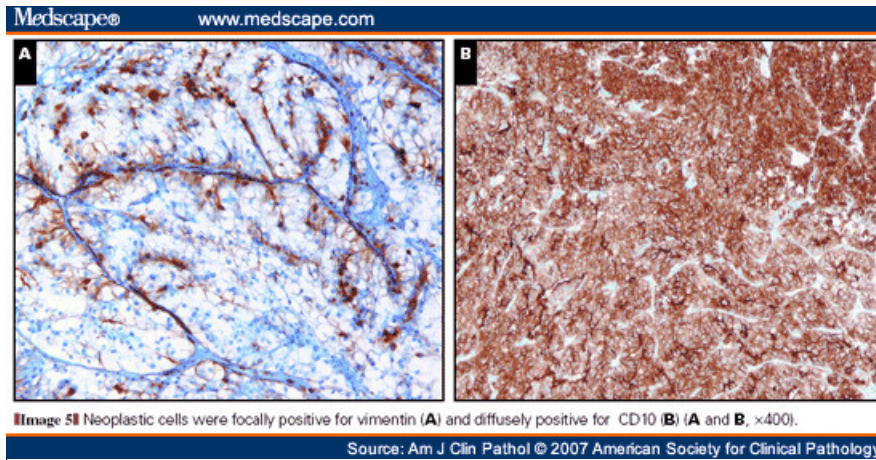 Medscape® www.medscape.com
A B
Image 5 Neoplastic cells were focally positive for vimentin (A) and diffusely positive for CD10 (B) (A and B, ×400).
Source: Am J Clin Pathol © 2007 American Society for Clinical Pathology